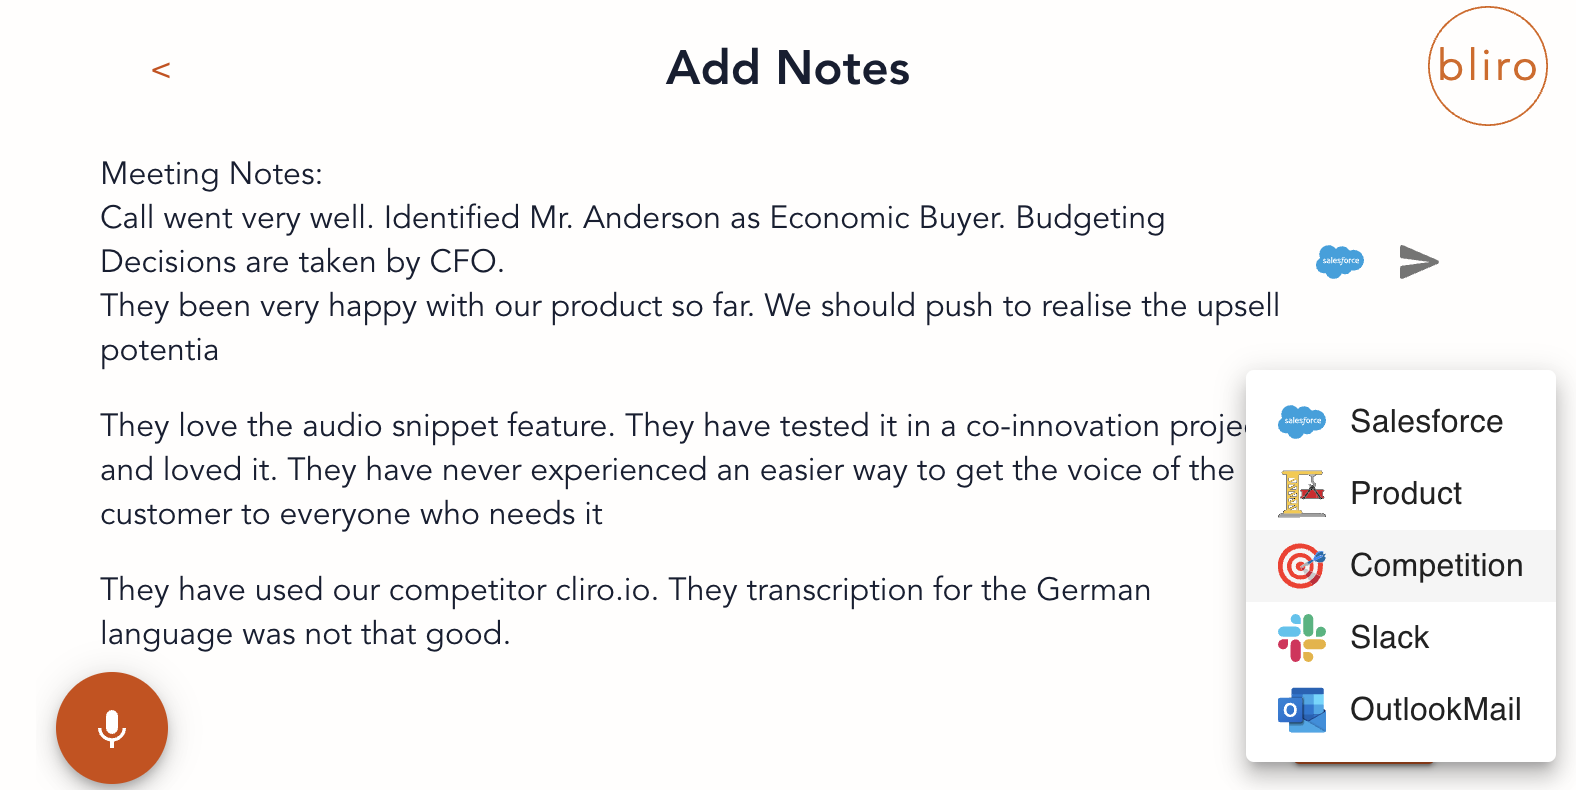 <
Add Notes
bliro
Meeting Notes:
Call went very well. Identified Mr. Anderson as Economic Buyer. Budgeting
Decisions are taken by CFO.
salesforce
They been very happy with our product so far. We should push to realise the upsell
potentia
They love the audio snippet feature. They have tested it in a co-innovation projec
and loved it. They have never experienced an easier way to get the voice of the
customer to everyone who needs it
They have used our competitor cliro.io. They transcription for the German
language was not that good.
salesforce
Salesforce
Product
Competition
Slack
O
OutlookMail